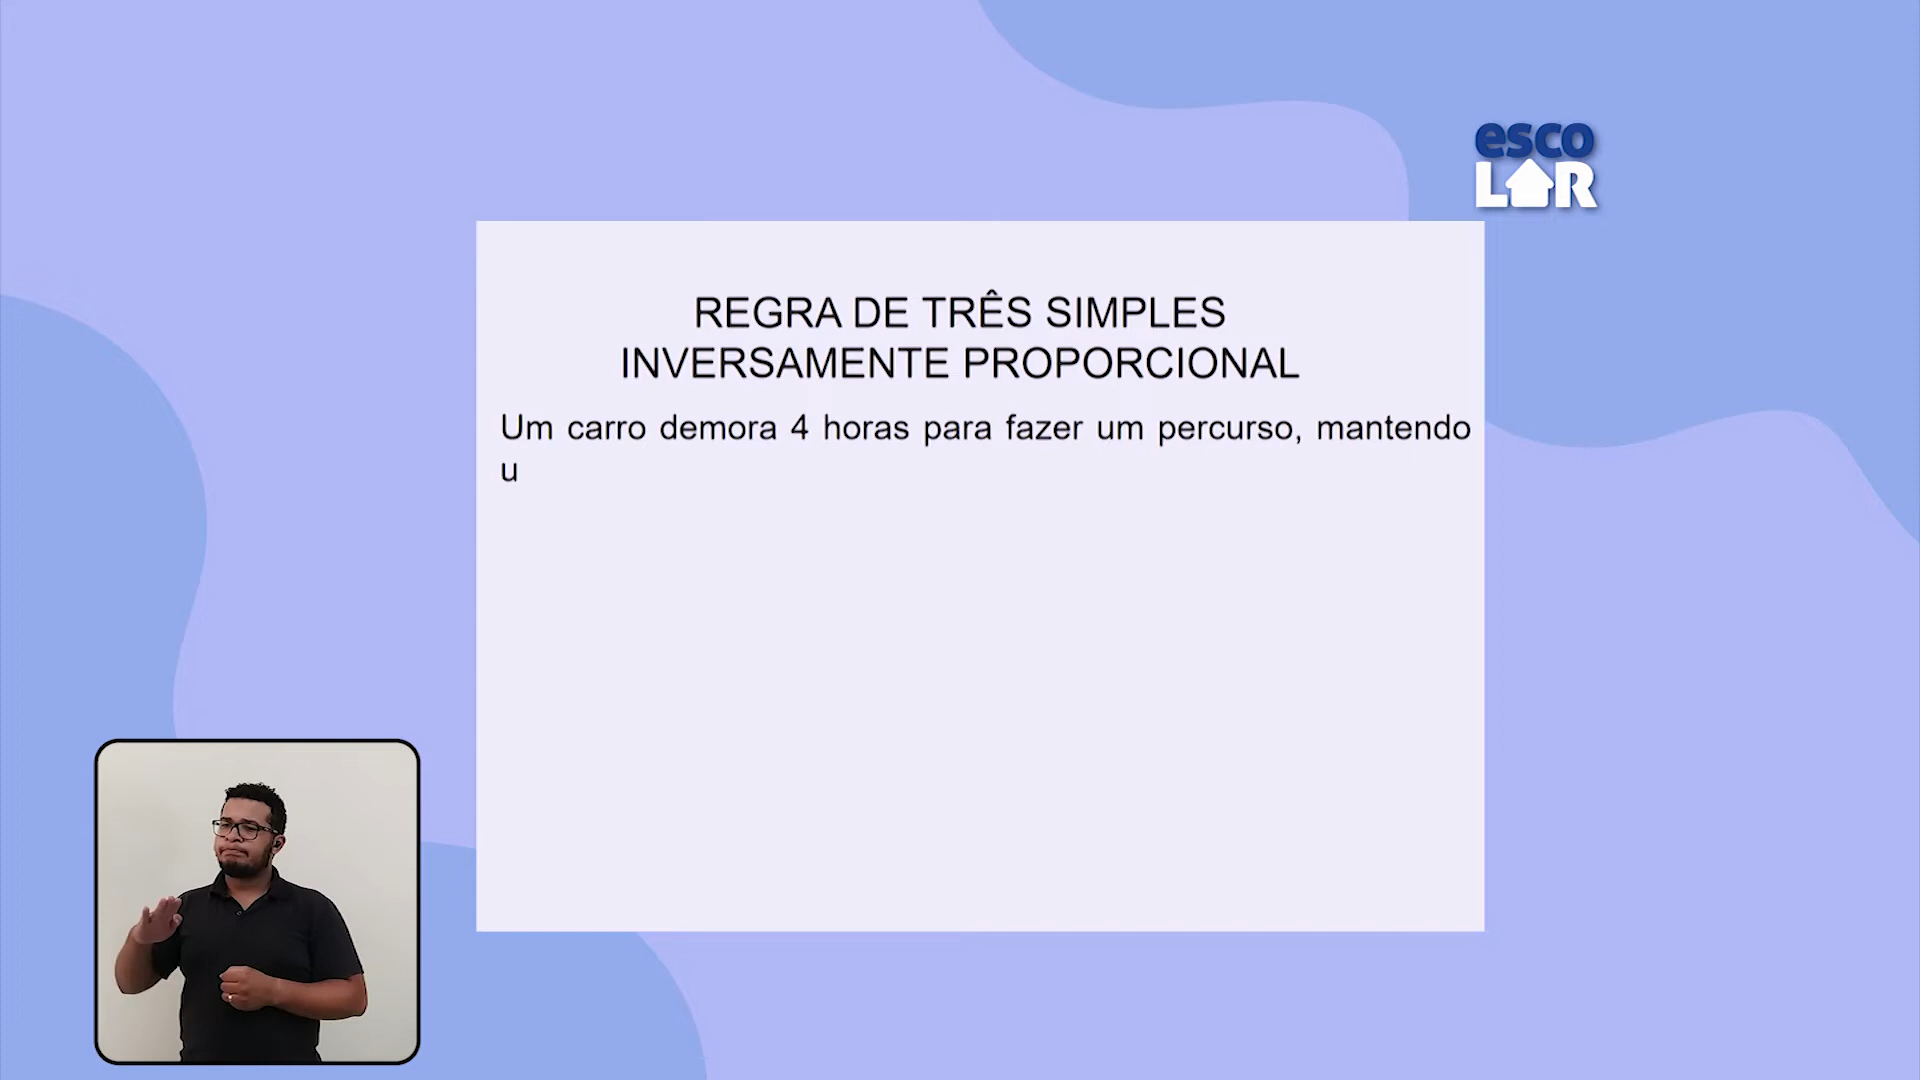 esco
LAR
REGRA DE TRÊS SIMPLES
INVERSAMENTE PROPORCIONAL
Um carro demora 4 horas para fazer um percurso, mantendo
u